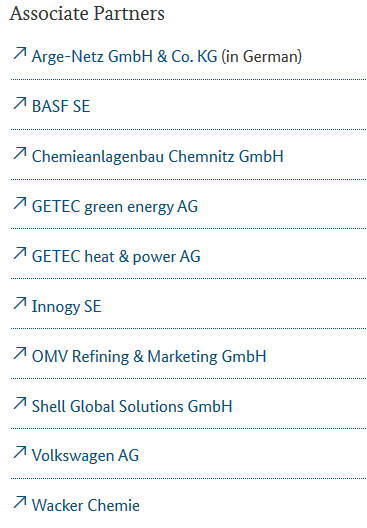 Associate Partners
Arge-Netz GmbH & Co. KG (in German)
BASF SE
Chemieanlagenbau Chemnitz GmbH
GETEC green energy AG
GETEC heat & power AG
Innogy SE
OMV Refining & Marketing GmbH
Shell Global Solutions GmbH
Volkswagen AG
Wacker Chemie